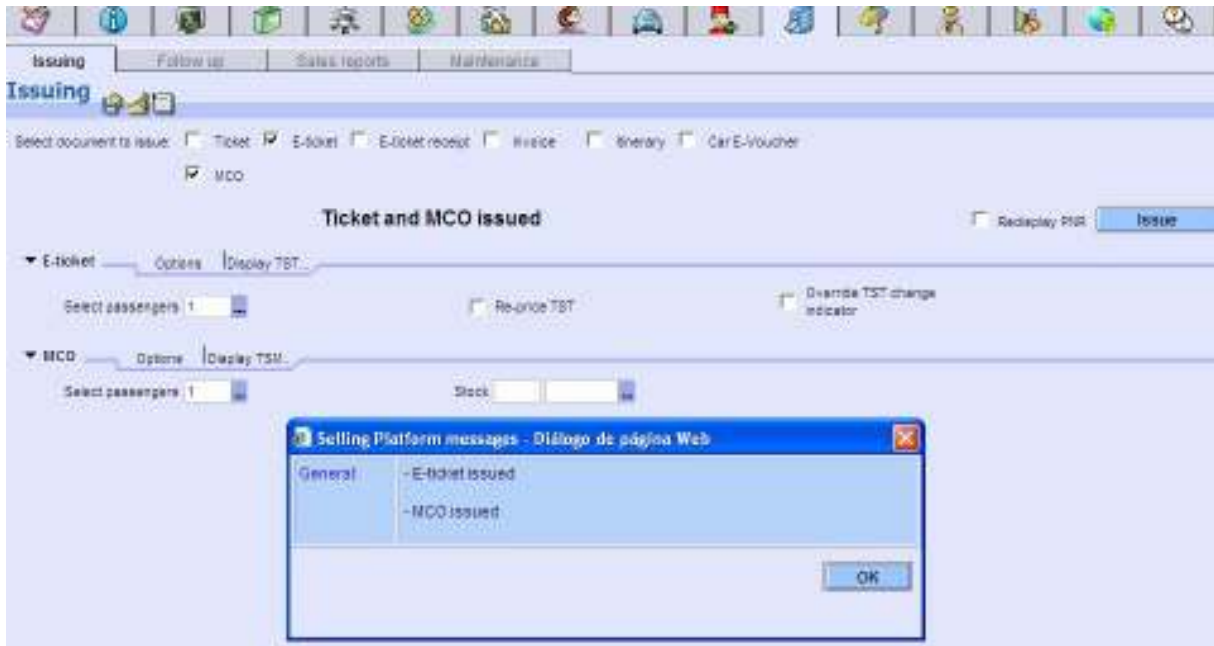 Issuing Follow up Sales reports Maintenance
Issuing
Select document to issue: Ticket E-ticket E-ticket receipt Invoice Itinerary Car E-Voucher
MCO
Ticket and MCO issued Redisplay PNR Issue
E-ticket Options Display TST...
Select passengers 1 ... Re-price TST Override TST change
indicator
MCO Options Display TSM...
Select passengers 1 ... Stock ...
Selling Platform messages - Diálogo de página Web
General - E-ticket issued
- MCO issued
OK